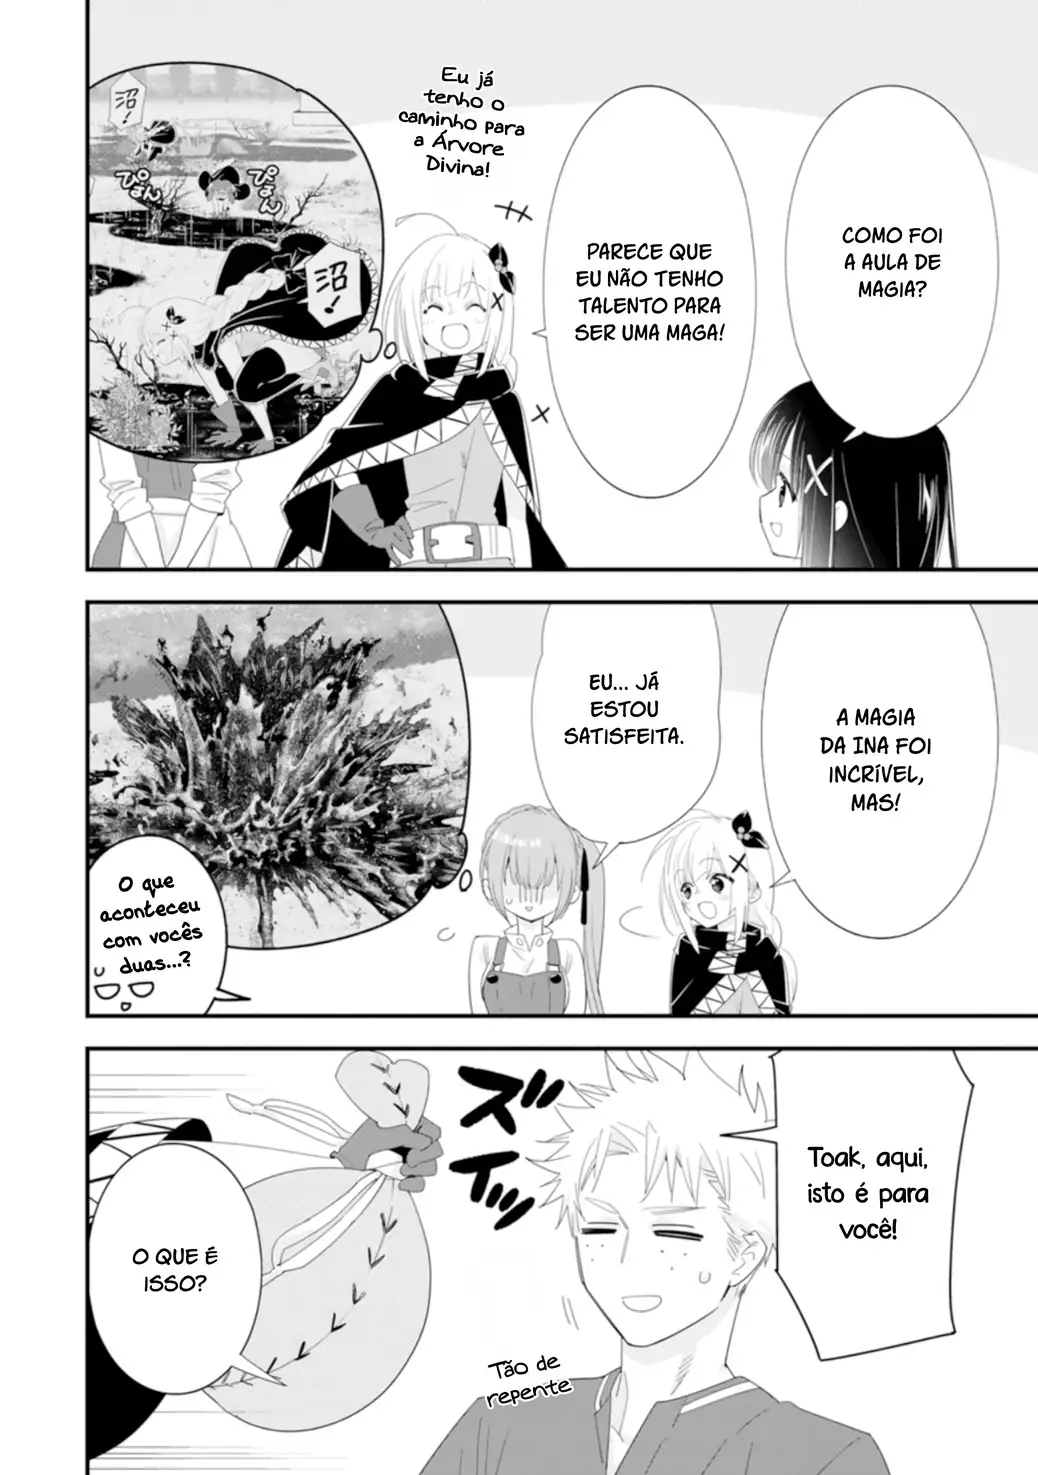 COMO FOI
A AULA DE
MAGIA?
PARECE QUE
EU NÃO TENHO
TALENTO PARA
SER UMA MAGA!
Eu já
tenho o
caminho para
a Árvore
Divina!
沼!
沼!
沼!
ぴょん
ぴょん
A MAGIA
DA INA FOI
INCRÍVEL,
MAS!
EU... JÁ
ESTOU
SATISFEITA.
O que
aconteceu
com vocês
duas...?
Toak, aqui,
isto é para
você!
ズイッ
Tão de
repente
O QUE É
ISSO?